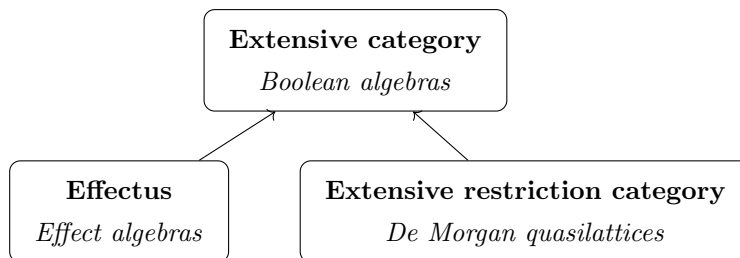 Extensive category
Boolean algebras
Effectus
Effect algebras
Extensive restriction category
De Morgan quasilattices